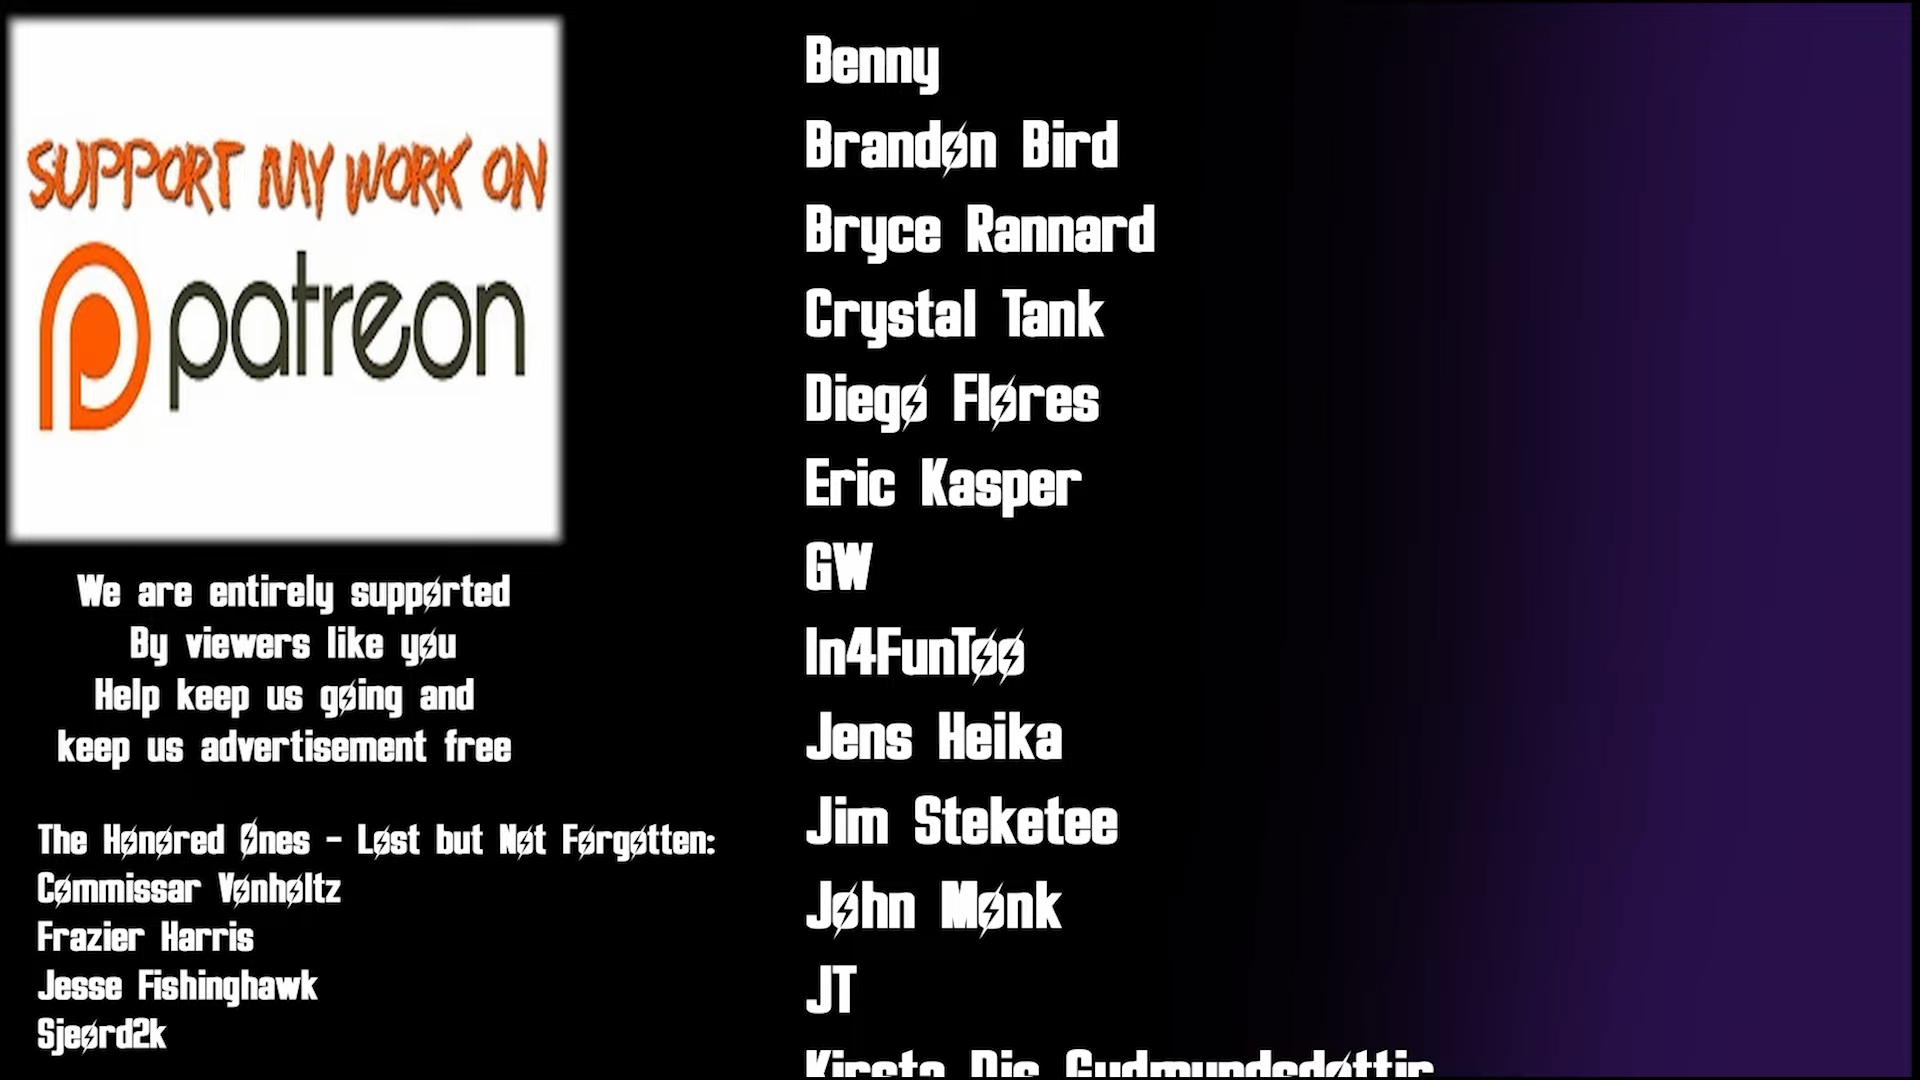 SUPPORT MY WORK ON
patreon
We are entirely supported
By viewers like you
Help keep us going and
keep us advertisement free
The Honored Ones - Lost but Not Forgotten:
Commissar Vonholtz
Frazier Harris
Jesse Fishinghawk
Sjeord2k
Benny
Brandon Bird
Bryce Rannard
Crystal Tank
Diego Flores
Eric Kasper
GW
In4FunToo
Jens Heika
Jim Steketee
John Monk
JT